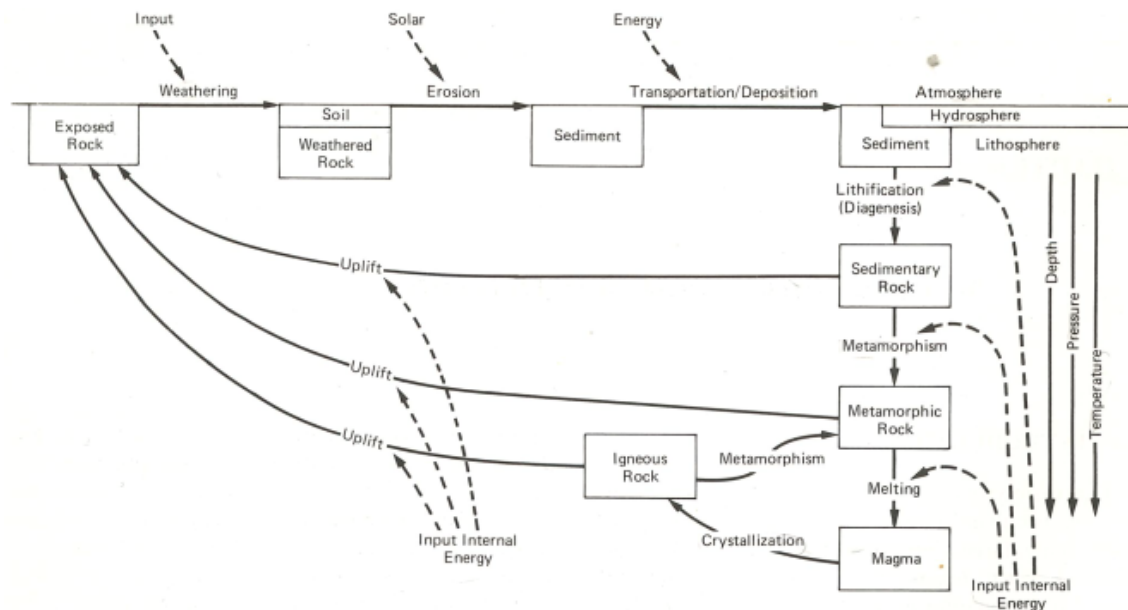 Input
Solar
Energy
Weathering
Erosion
Transportation/Deposition
Atmosphere
Hydrosphere
Lithosphere
Exposed
Rock
Soil
Weathered
Rock
Sediment
Sediment
Lithification
(Diagenesis)
Uplift
Sedimentary
Rock
Depth
Pressure
Temperature
Metamorphism
Uplift
Metamorphic
Rock
Uplift
Igneous
Rock
Metamorphism
Melting
Input Internal
Energy
Crystallization
Magma
Input Internal
Energy